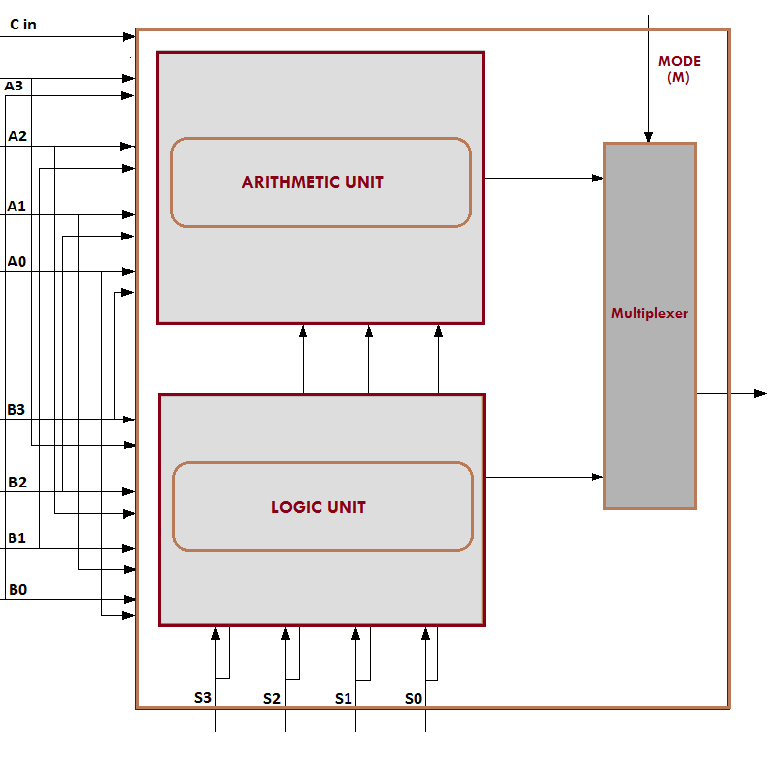 C in
MODE
(M)
A3
A2
ARITHMETIC UNIT
A1
A0
Multiplexer
B3
B2
LOGIC UNIT
B1
B0
S3
S2
S1
S0